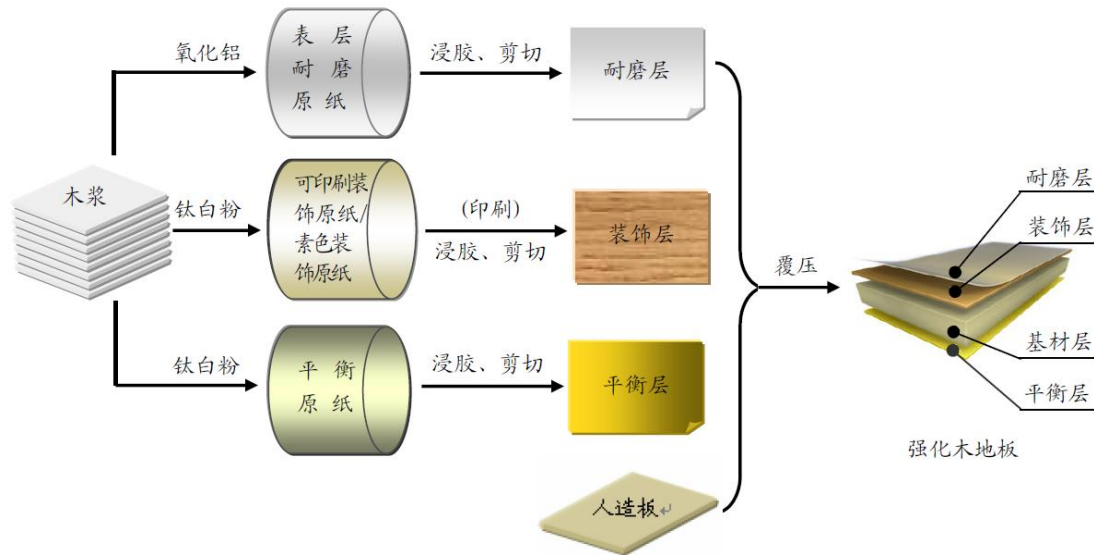 氧化铝
表 层
耐 磨
原 纸
浸胶、剪切
耐磨层
木浆
钛白粉
可印刷装
饰原纸/
素色装
饰原纸
(印刷)
浸胶、剪切
装饰层
钛白粉
平 衡
原 纸
浸胶、剪切
平衡层
人造板
覆压
耐磨层
装饰层
基材层
平衡层
强化木地板